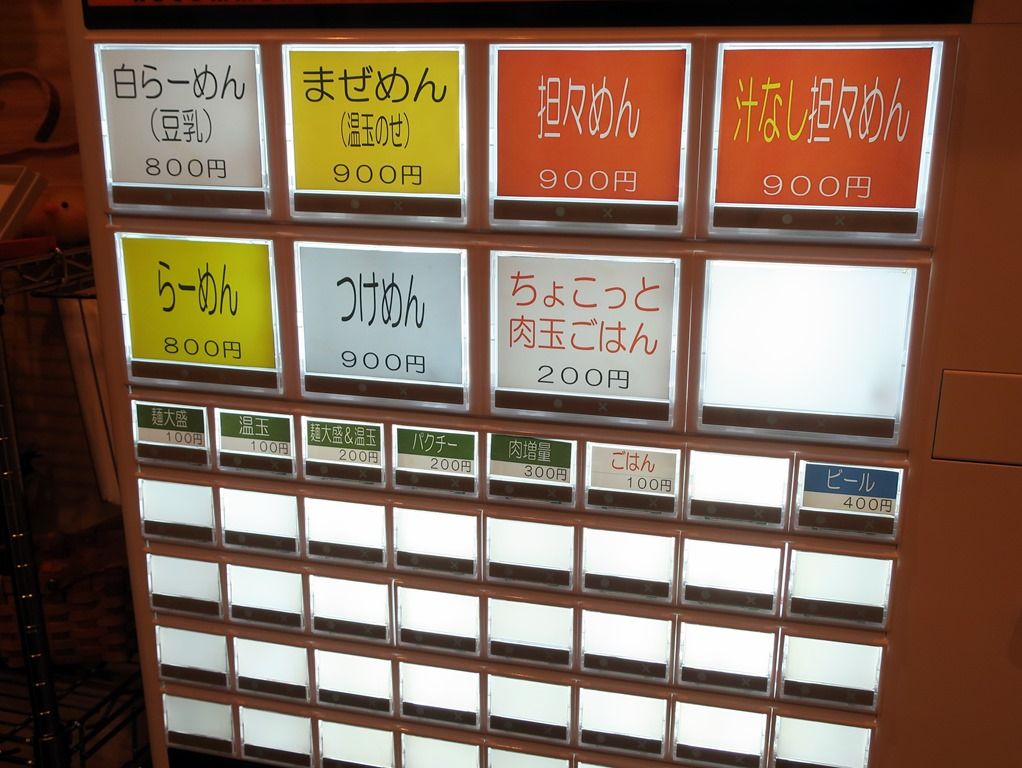 白らーめん
(豆乳)
800円
まぜめん
(温玉のせ)
900円
担々めん
900円
汁なし担々めん
900円
らーめん
800円
つけめん
900円
ちょこっと
肉玉ごはん
200円
麺大盛
100円
温玉
100円
麺大盛&温玉
200円
パクチー
200円
肉増量
300円
ごはん
100円
ビール
400円